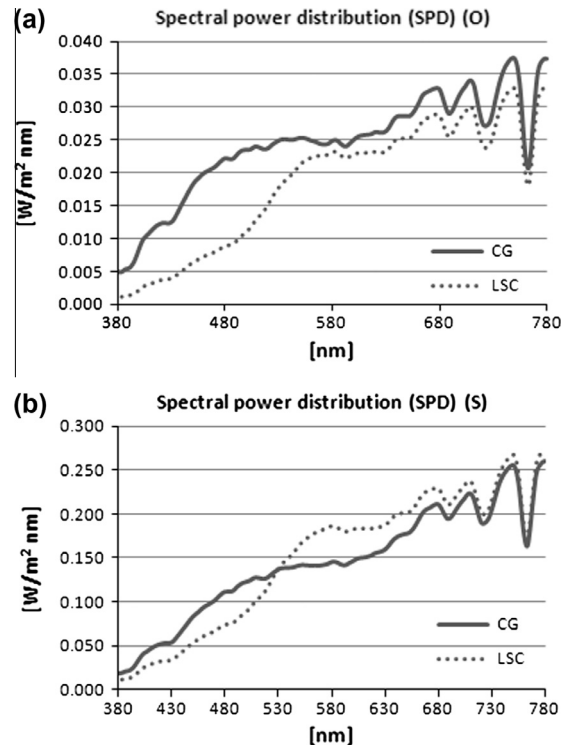 (a)
Spectral power distribution (SPD) (O)
0.040
0.035
0.030
0.025
0.020
0.015
0.010
0.005
0.000
[W/m² nm]
CG
LSC
380 480 580 680 780
[nm]
(b)
Spectral power distribution (SPD) (S)
0.300
0.250
0.200
0.150
0.100
0.050
0.000
[W/m² nm]
CG
LSC
380 430 480 530 580 630 680 730 780
[nm]